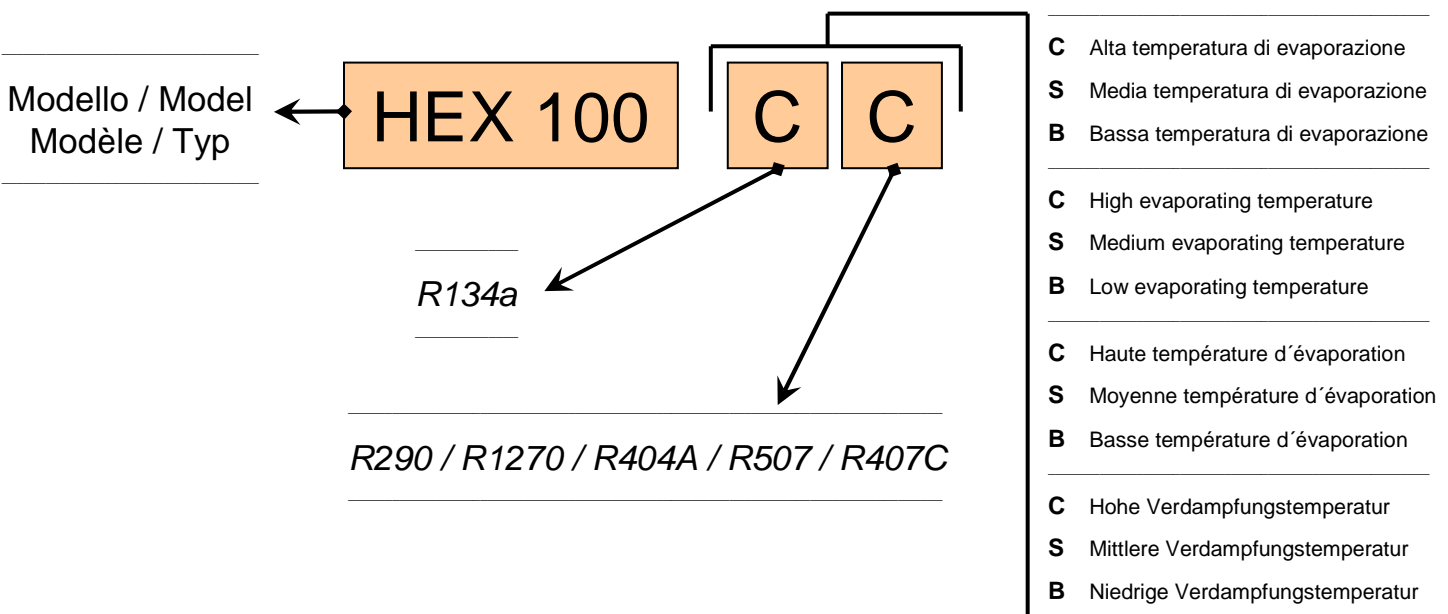 Modello / Model
Modèle / Typ
HEX 100
C
C
R134a
R290 / R1270 / R404A / R507 / R407C
C Alta temperatura di evaporazione
S Media temperatura di evaporazione
B Bassa temperatura di evaporazione
C High evaporating temperature
S Medium evaporating temperature
B Low evaporating temperature
C Haute température d´évaporation
S Moyenne température d´évaporation
B Basse température d´évaporation
C Hohe Verdampfungstemperatur
S Mittlere Verdampfungstemperatur
B Niedrige Verdampfungstemperatur